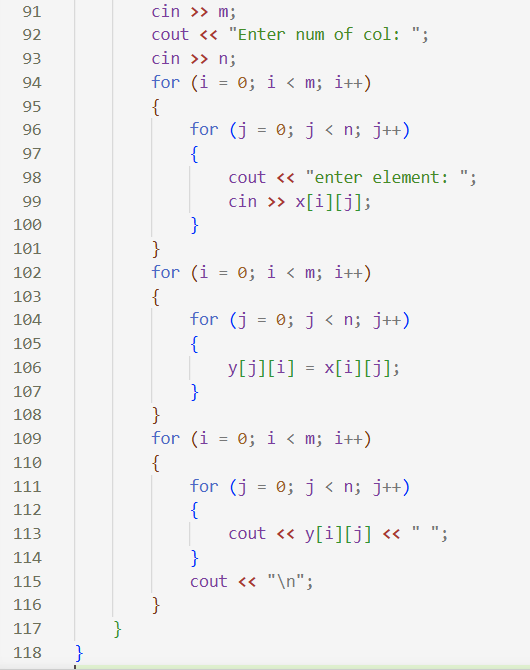 91 cin >> m;
92 cout << "Enter num of col: ";
93 cin >> n;
94 for (i = 0; i < m; i++)
95 {
96 for (j = 0; j < n; j++)
97 {
98 cout << "enter element: ";
99 cin >> x[i][j];
100 }
101 }
102 for (i = 0; i < m; i++)
103 {
104 for (j = 0; j < n; j++)
105 {
106 y[j][i] = x[i][j];
107 }
108 }
109 for (i = 0; i < m; i++)
110 {
111 for (j = 0; j < n; j++)
112 {
113 cout << y[i][j] << " ";
114 }
115 cout << "\n";
116 }
117 }
118 }